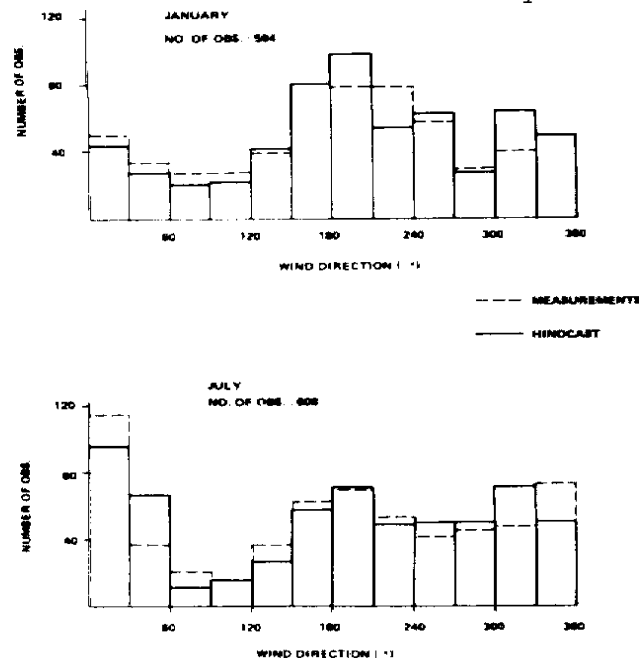 120
JANUARY
NO. OF OBS. 584
NUMBER OF OBS.
80
40
60 120 180 240 300 360
WIND DIRECTION (°)
MEASUREMENTS
HINDCAST
JULY
NO. OF OBS. 608
120
NUMBER OF OBS.
80
40
60 120 180 240 300 360
WIND DIRECTION (°)